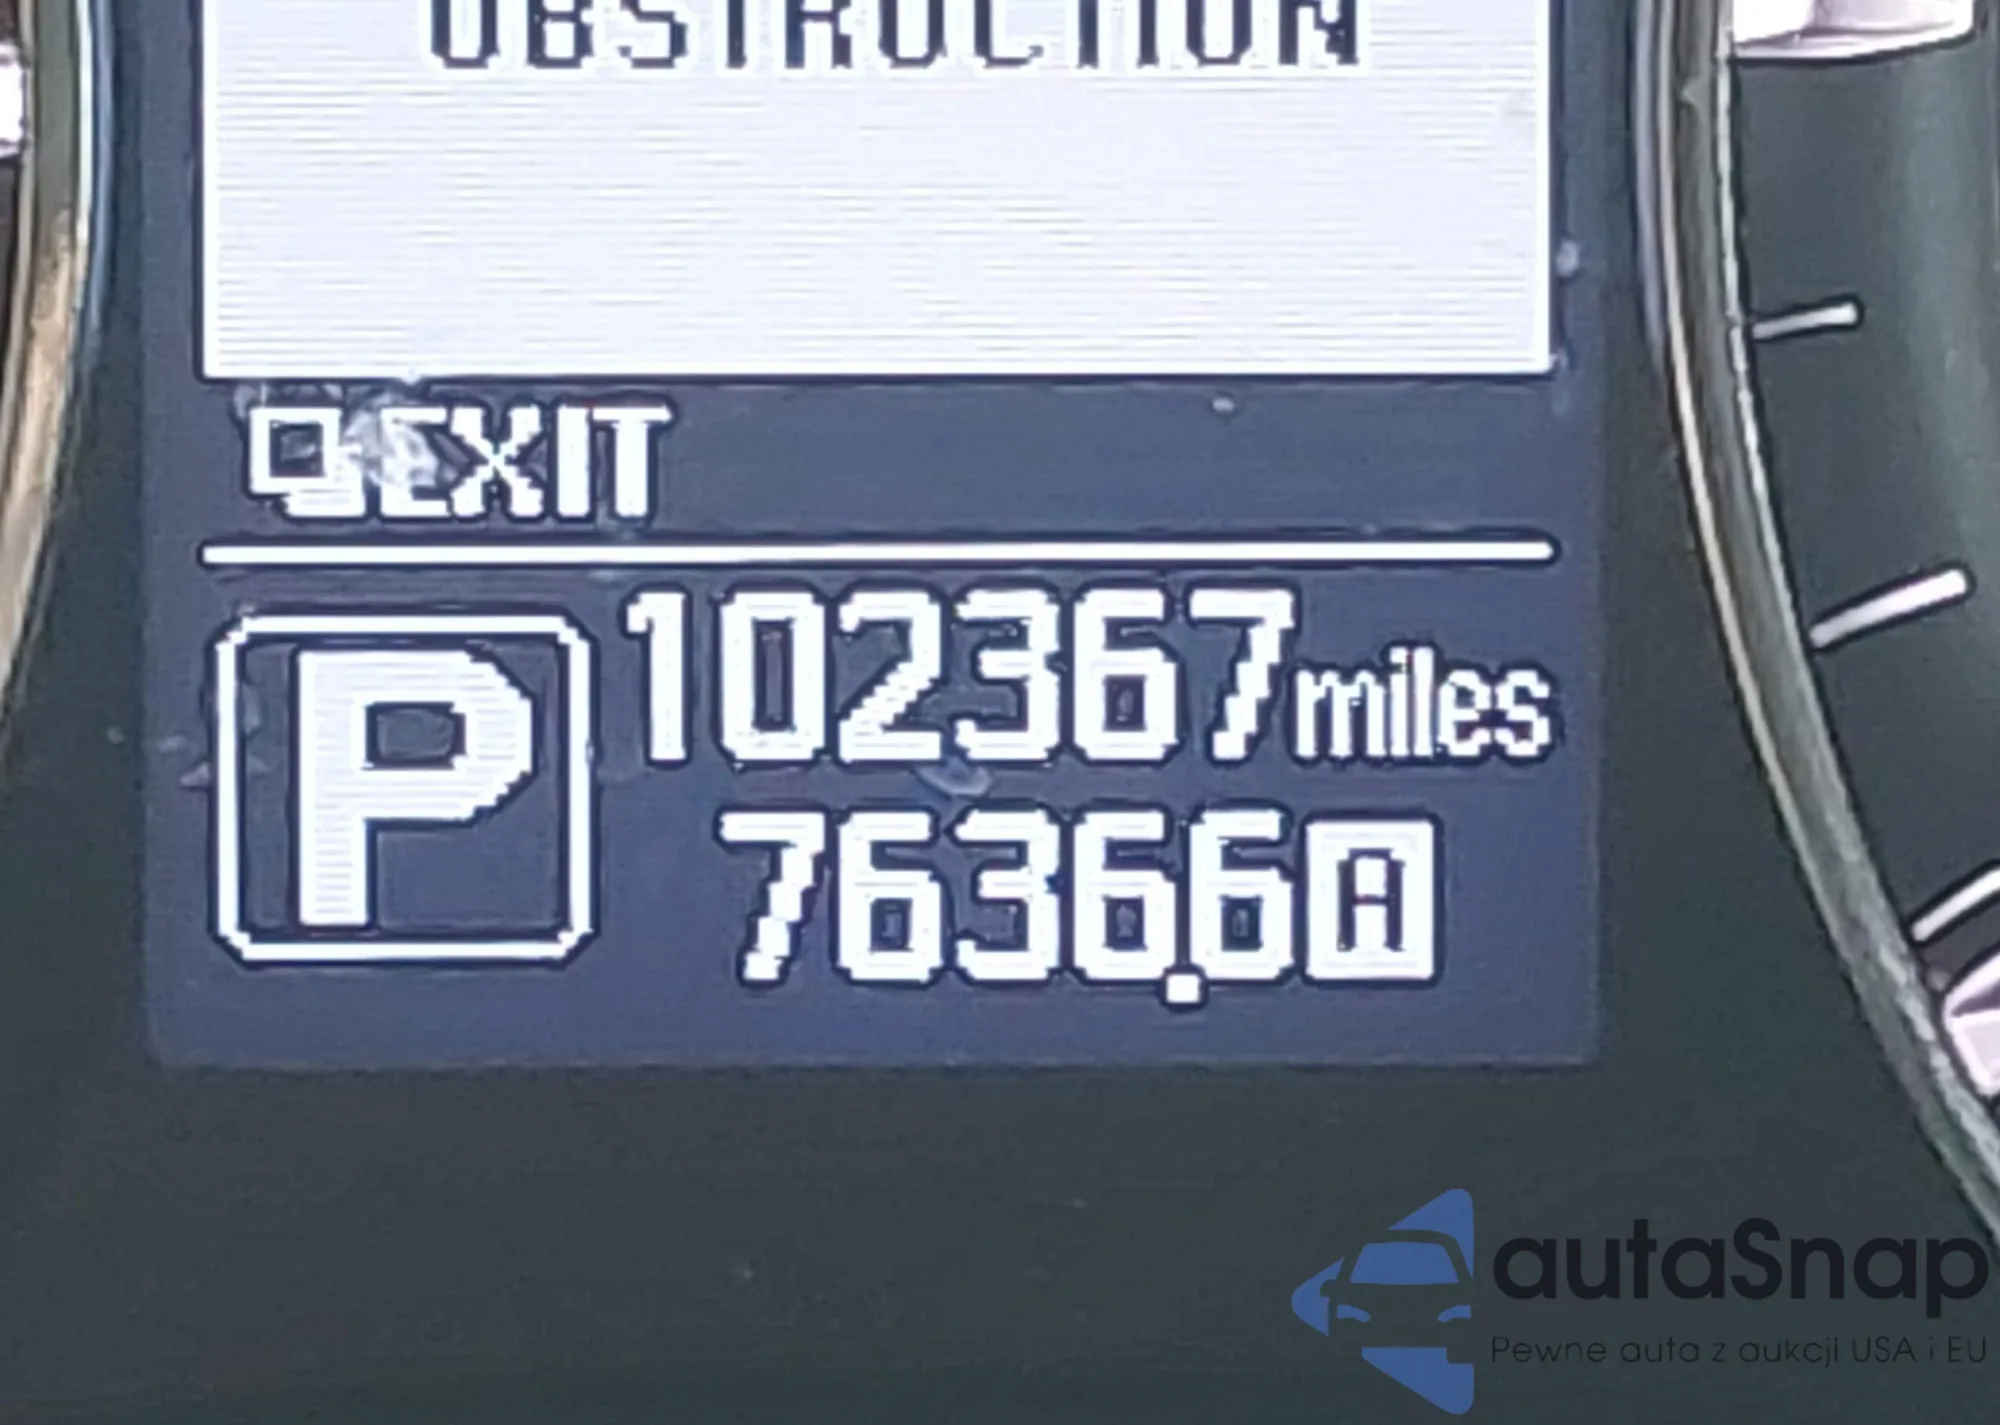 OBSTRUCTION
EXIT
P
102367miles
7636.6A
autaSnap
Pewne auta z aukcji USA i EU